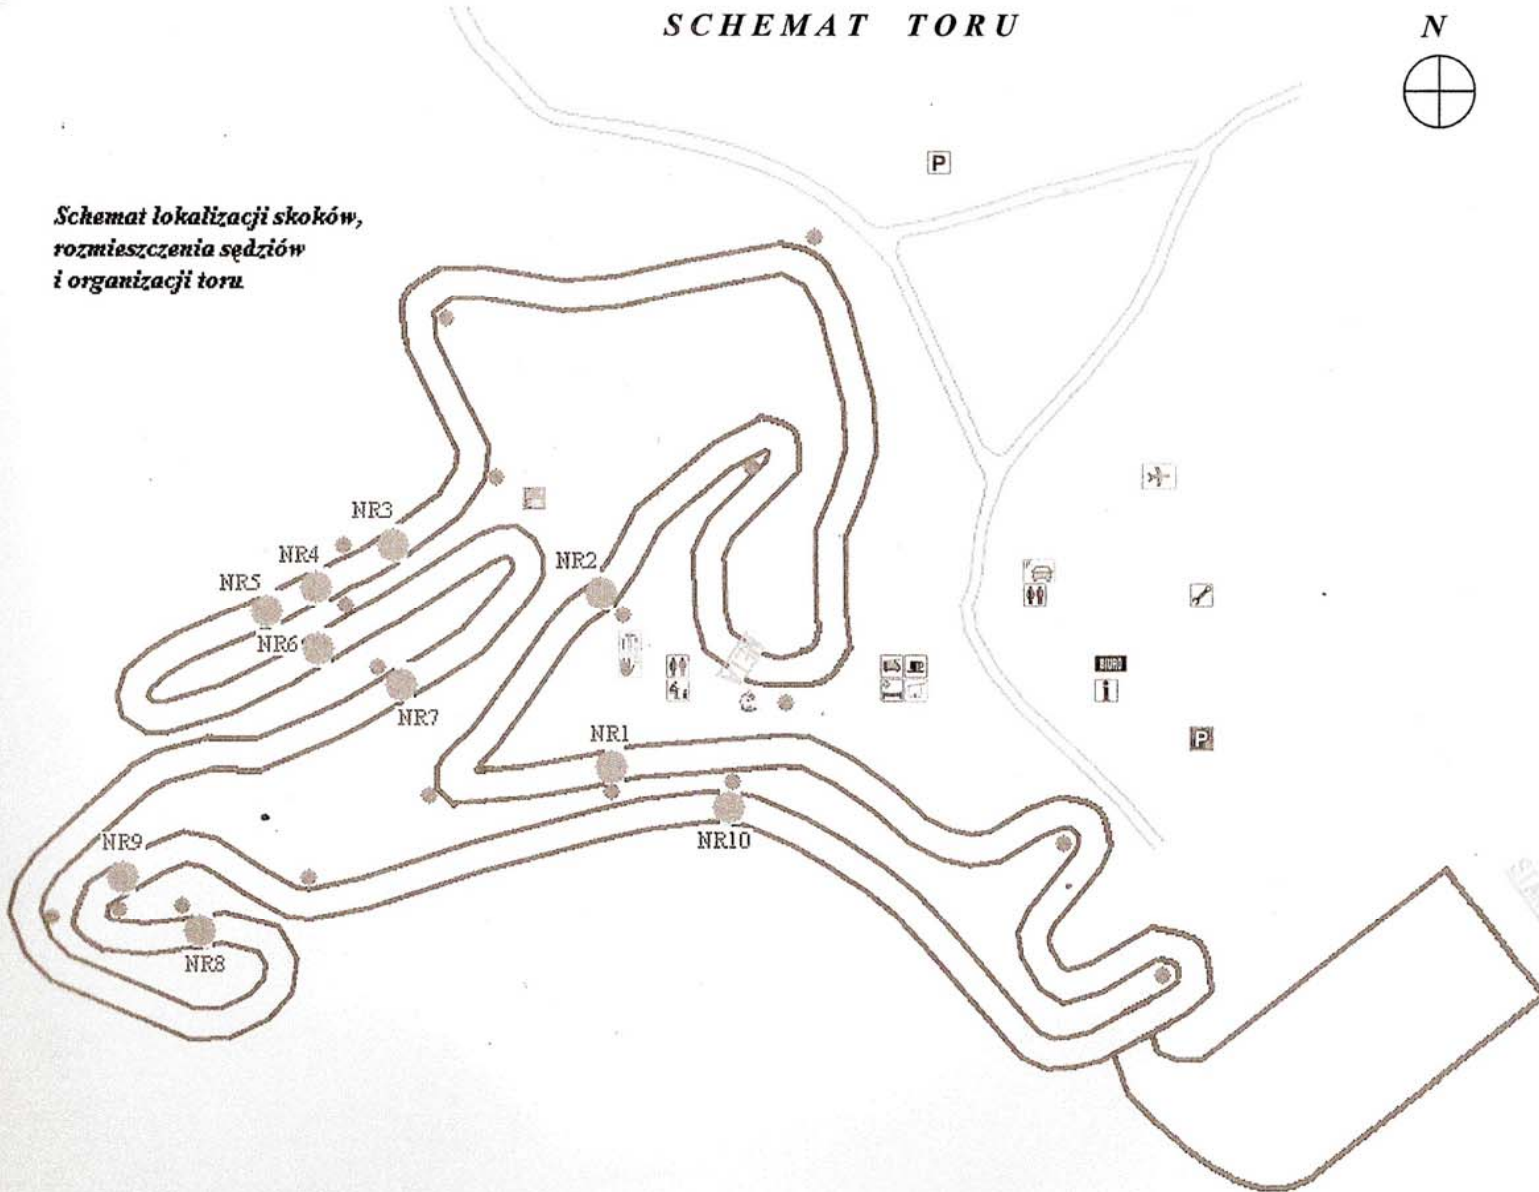 SCHEMAT TORU
N
P
Schemat lokalizacji skoków,
rozmieszczenia sędziów
i organizacji toru
NR3
NR4
NR2
NR5
NR6
BIURO
i
NR7
P
NR1
NR10
NR9
NR8